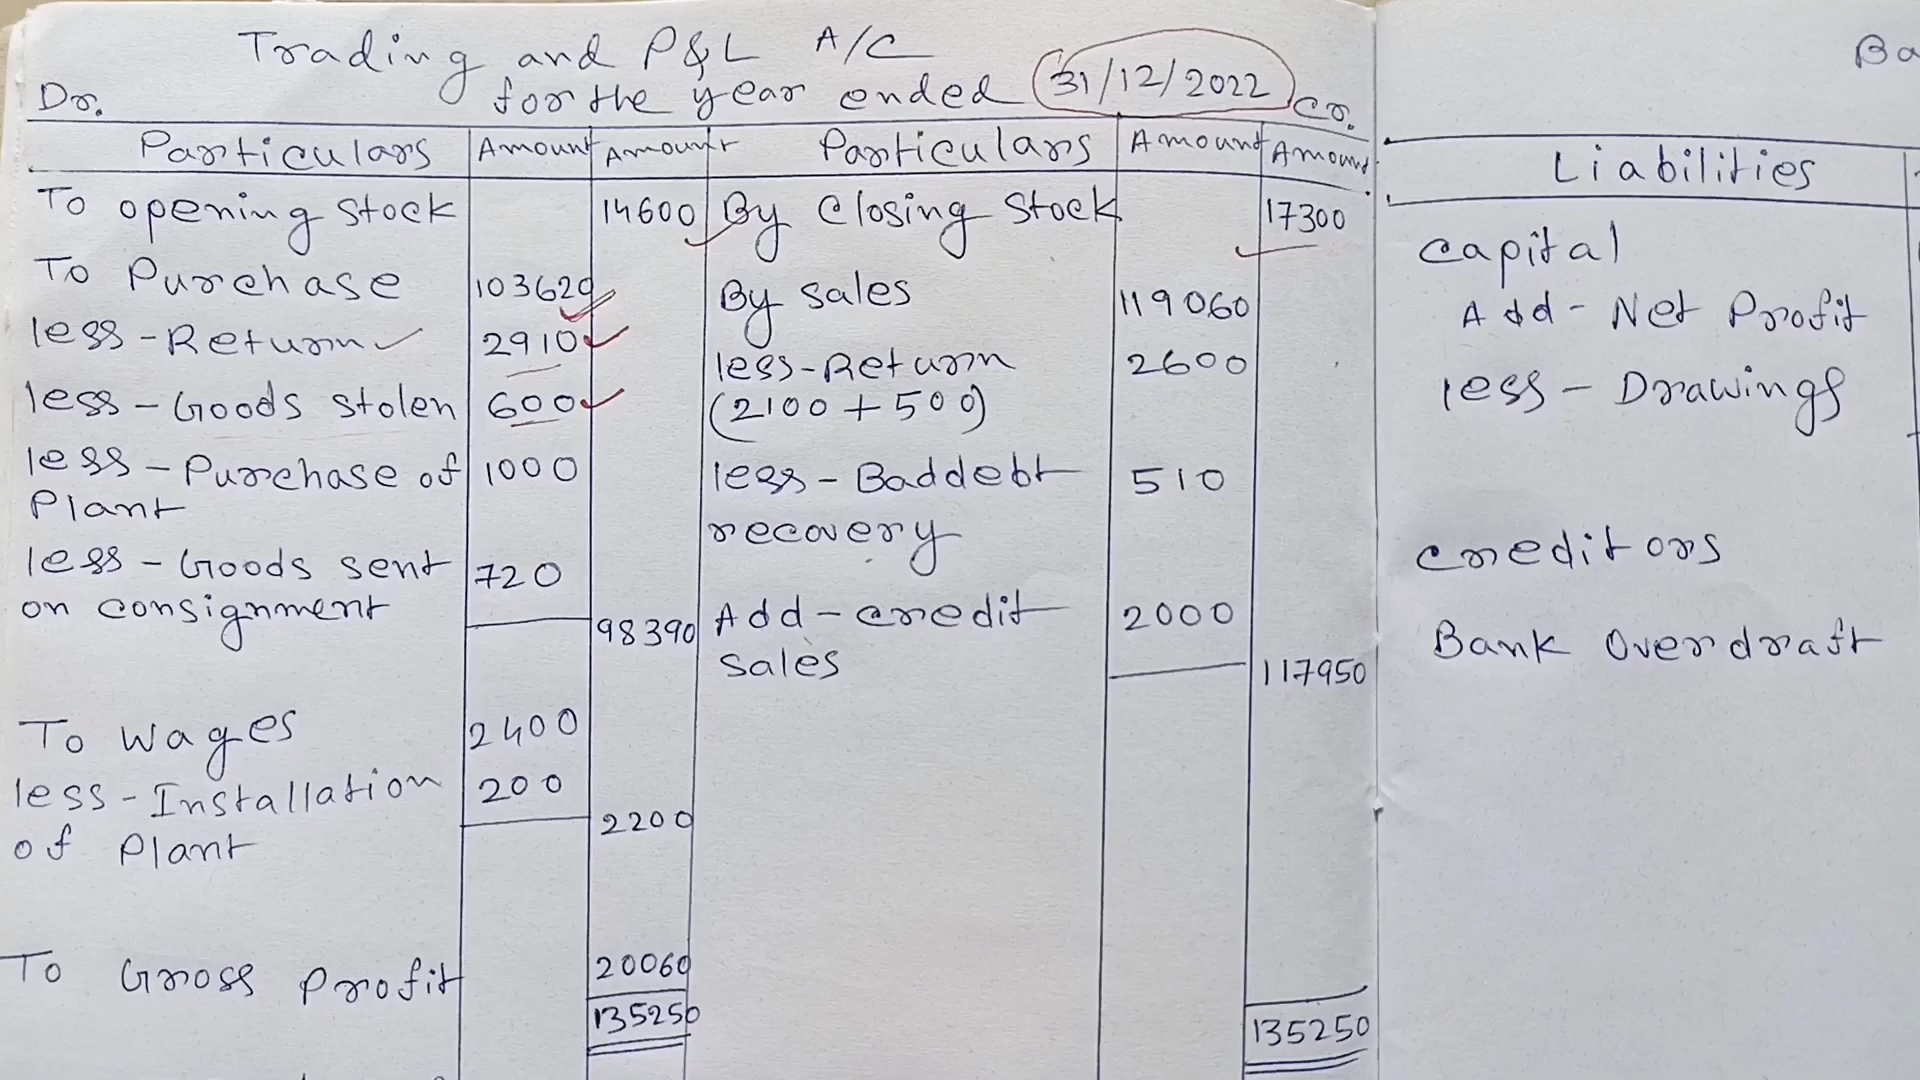 Trading and P&L A/C
Dr. for the year ended 31/12/2022 Cr.
Particulars Amount Amount Particulars Amount Amount
To opening stock 14600 By Closing Stock 17300
To Purchase 103620 By Sales 119060
less-Return 2910 less-Return 2600
less-Goods stolen 600 (2100+500)
less-Purchase of 1000 less-Baddebt 510
Plant recovery
less-Goods sent 720
on consignment 98390 Add-credit 2000
sales 117950
To Wages 2400
less-Installation 200
of Plant 2200
To Gross Profit 20060
135250 135250
Ba
Liabilities
Capital
Add-Net Profit
less-Drawings
Creditors
Bank Overdraft